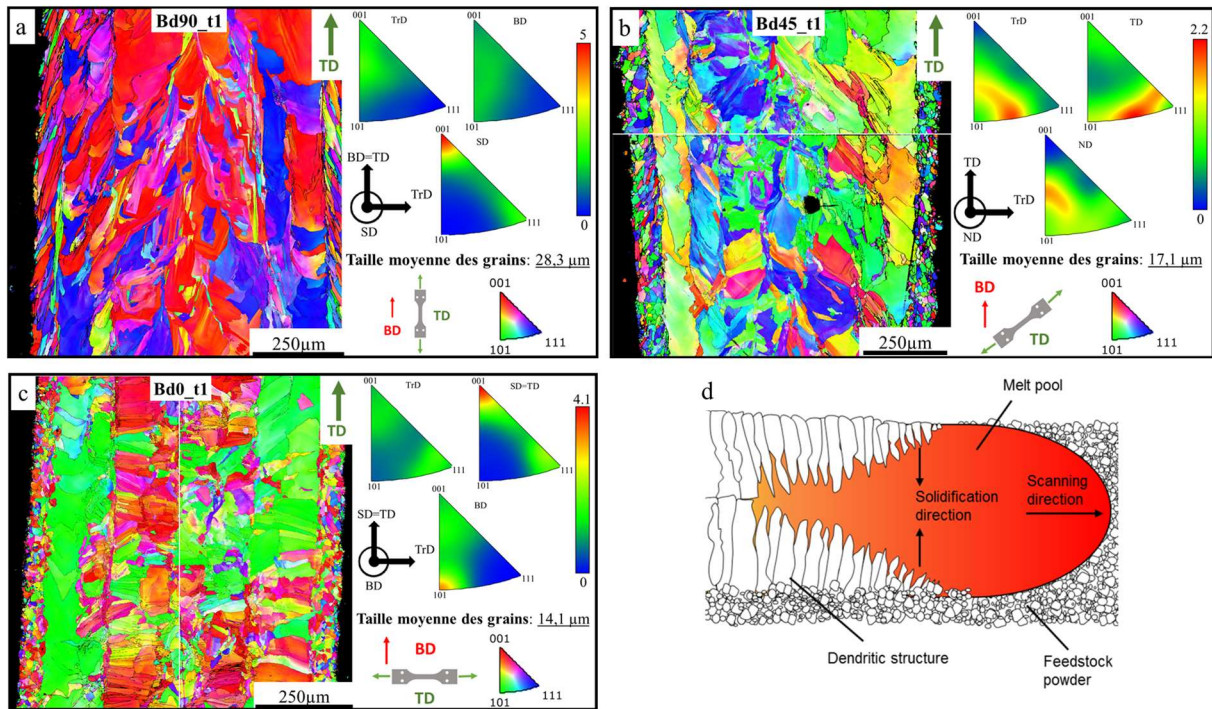 a
Bd90_t1
TD
TrD
BD
001
001
111
111
101
101
SD
001
111
101
5
0
BD=TD
TrD
SD
Taille moyenne des grains: 28,3 µm
BD
TD
001
101
111
250µm
b
Bd45_t1
TD
TrD
TD
001
001
111
111
101
101
ND
001
111
101
2.2
0
TD
TrD
ND
Taille moyenne des grains: 17,1 µm
BD
TD
001
101
111
250µm
c
Bd0_t1
TD
TrD
SD=TD
001
001
111
111
101
101
BD
001
111
101
4.1
0
SD=TD
TrD
BD
Taille moyenne des grains: 14,1 µm
BD
TD
001
101
111
250µm
d
Melt pool
Solidification
direction
Scanning
direction
Dendritic structure
Feedstock
powder